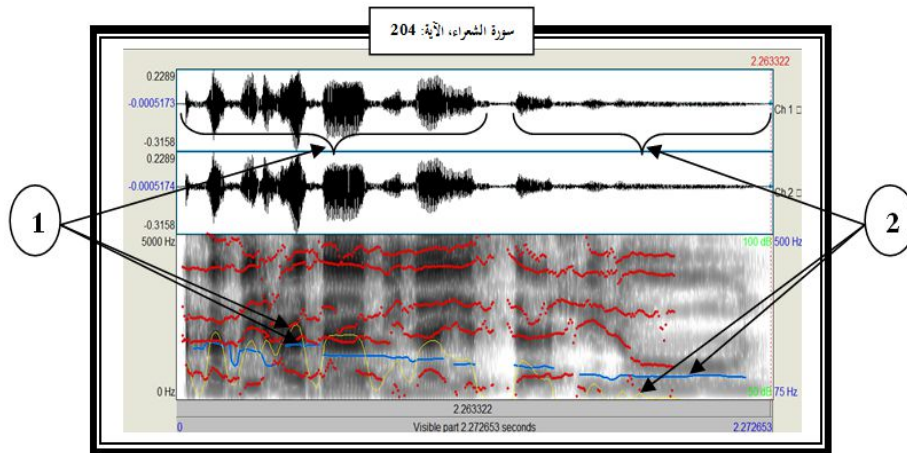 سورة الشعراء، الآية: 204
2.263322
0.2289
-0.0005173
-0.3158
Ch 1
0.2289
-0.0005174
-0.3158
Ch 2
1
2
5000 Hz
100 dB
500 Hz
0 Hz
75 Hz
2.263322
0
Visible part 2.272653 seconds
2.272653